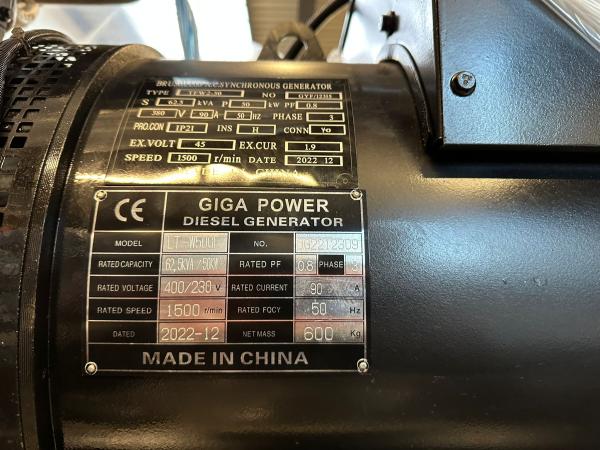 A.C.SYNCHRONOUS GENERATOR
TYPE NO
S 62.5 kVA P 50 kW PF 0.8
380 V 90 A 50 HZ PHASE 3
PRO.CON IP21 INS H CONN Yo
EX.VOLT 45 EX.CUR 1.9
SPEED 1500 r/min DATE 2022 12
CHINA
CE
GIGA POWER
DIESEL GENERATOR
MODEL NO.
RATED CAPACITY 62,5KVA/50KW RATED PF 0.8 PHASE 3
RATED VOLTAGE 400/230 V RATED CURRENT 90 A
RATED SPEED 1500 r/min RATED FQCY 50 Hz
DATED 2022-12 NET MASS 600 Kg
MADE IN CHINA